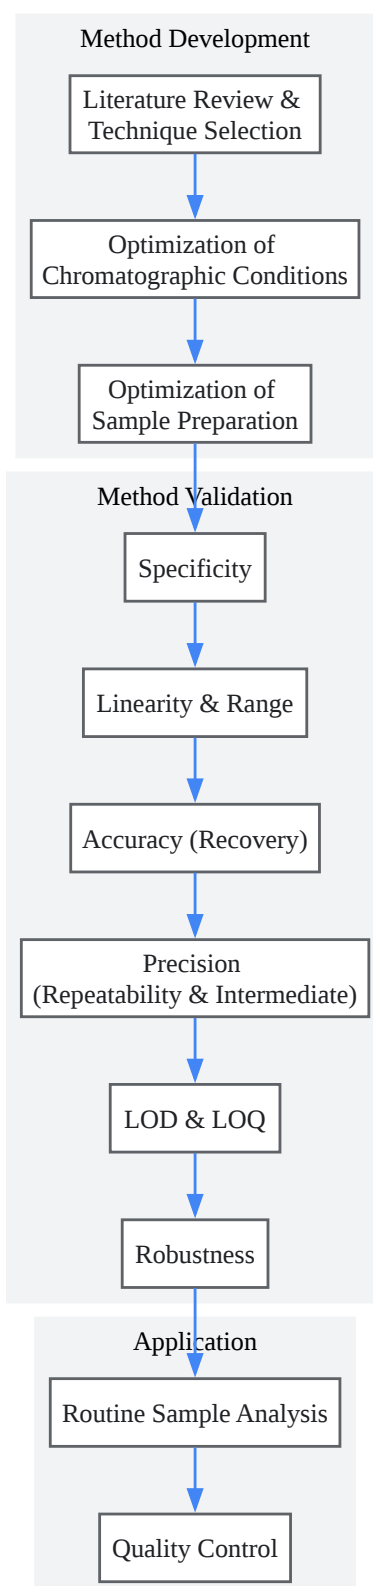 Method Development
Literature Review &
Technique Selection
Optimization of
Chromatographic Conditions
Optimization of
Sample Preparation
Method Validation
Specificity
Linearity & Range
Accuracy (Recovery)
Precision
(Repeatability & Intermediate)
LOD & LOQ
Robustness
Application
Routine Sample Analysis
Quality Control